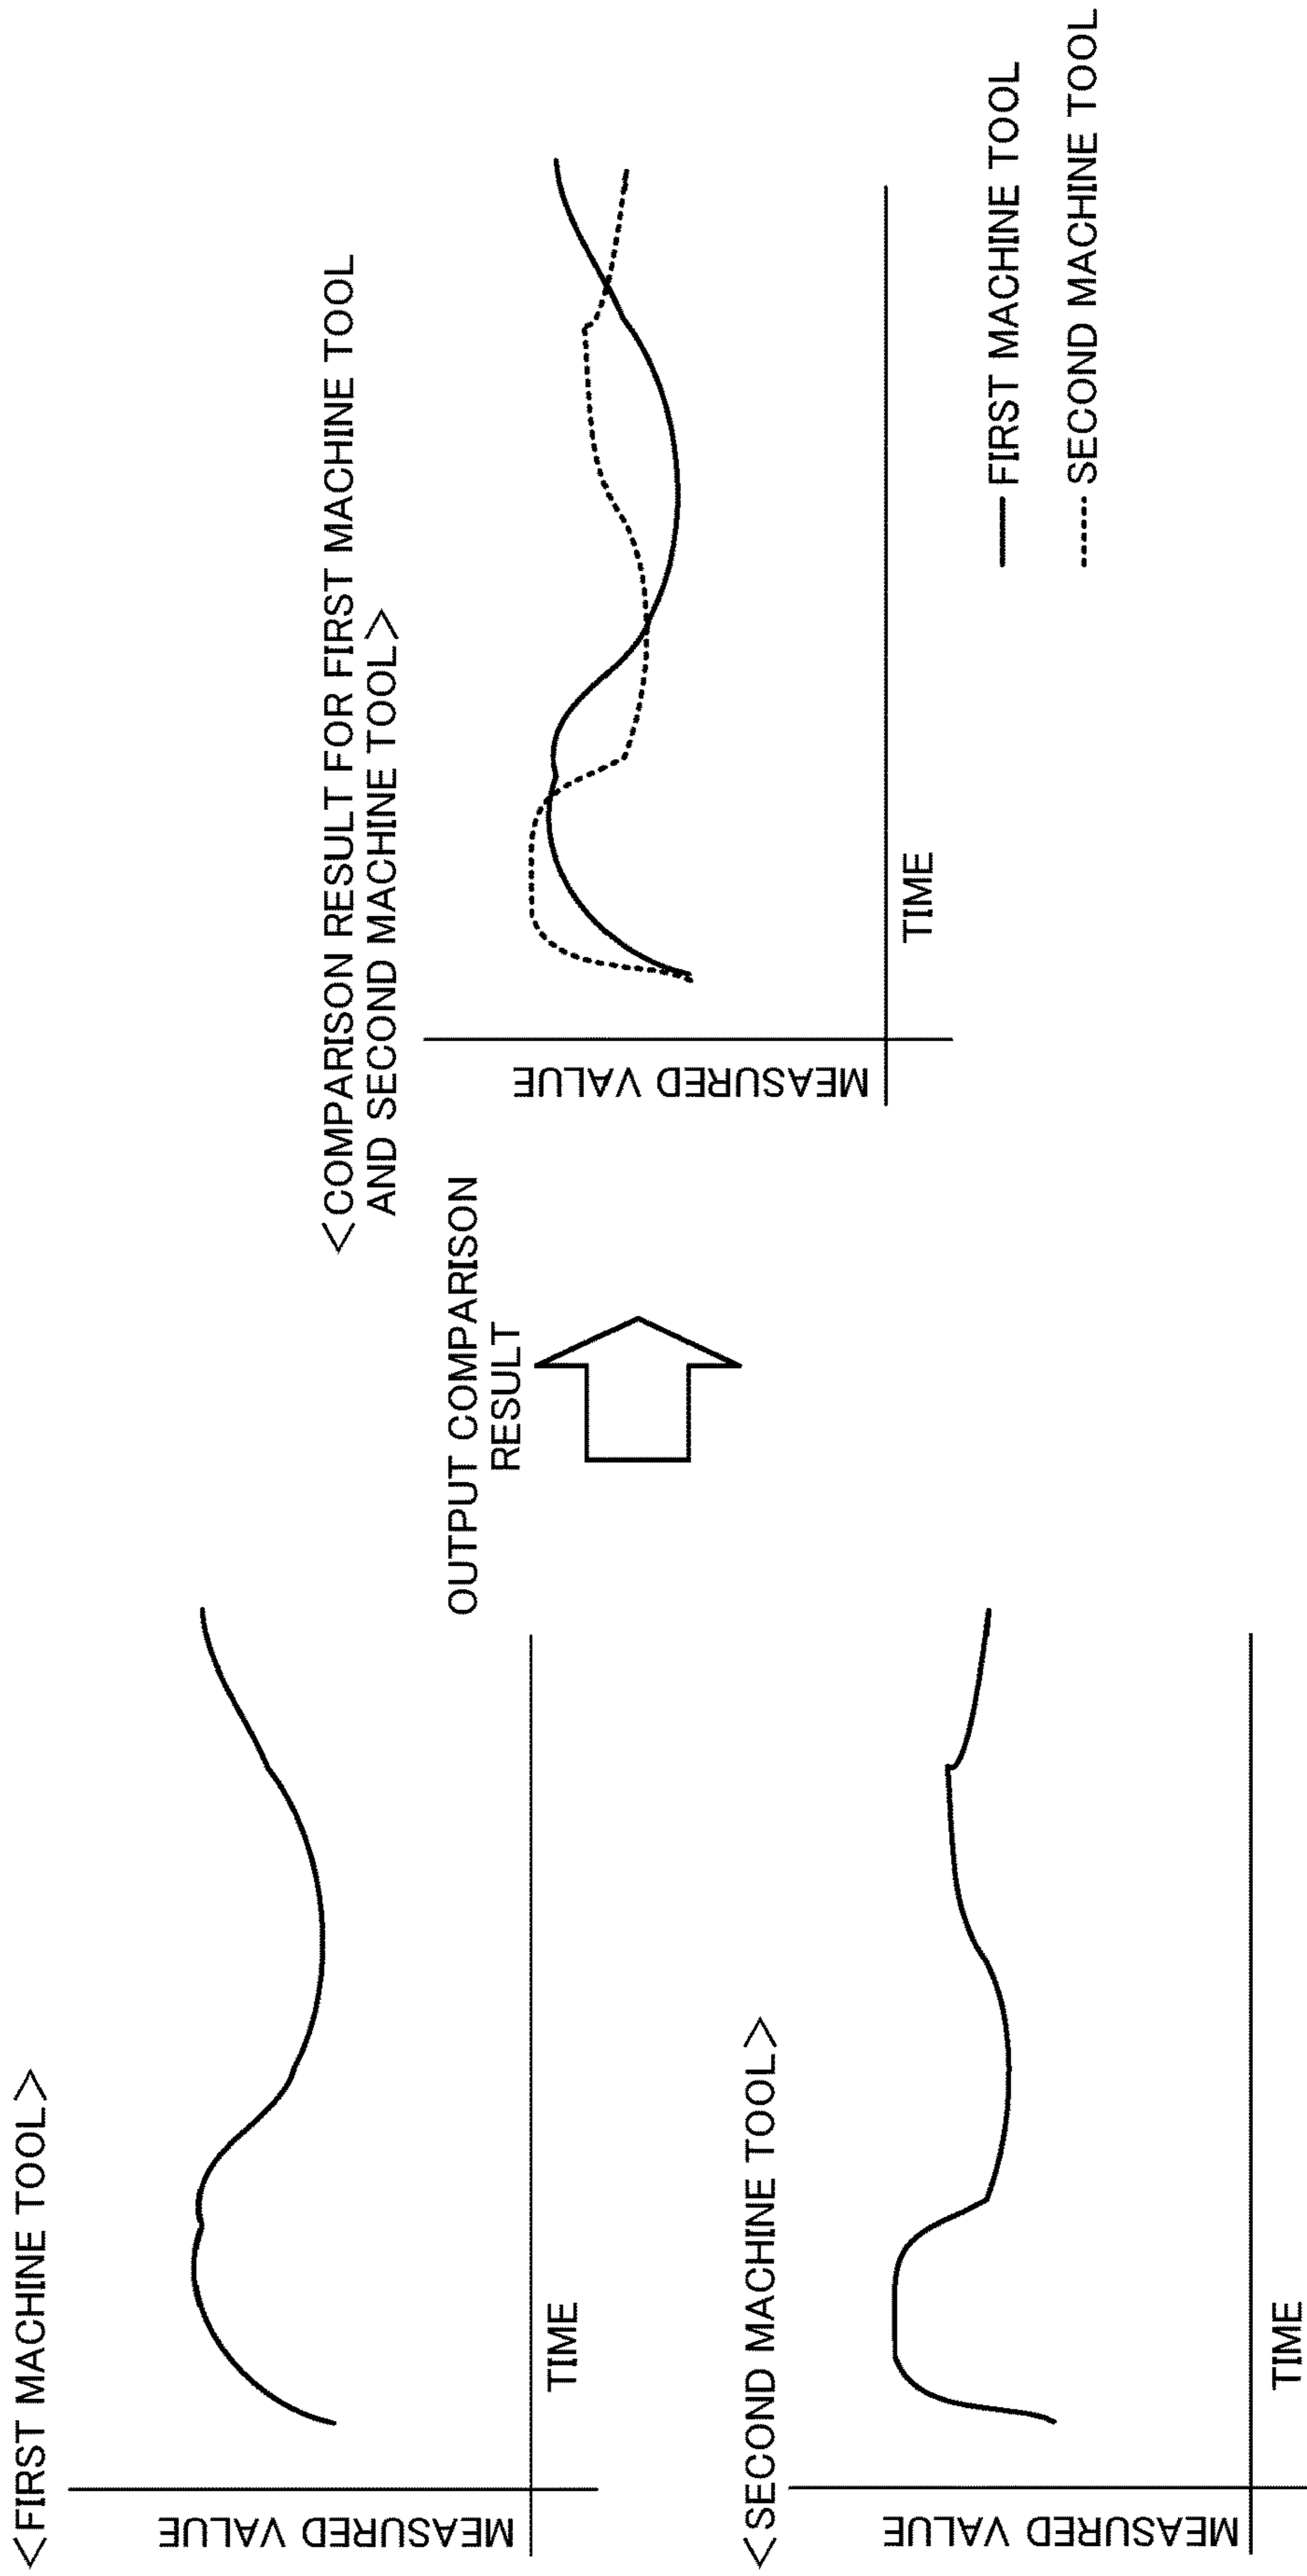 <FIRST MACHINE TOOL>
MEASURED VALUE
TIME
<SECOND MACHINE TOOL>
MEASURED VALUE
TIME
OUTPUT COMPARISON
RESULT
<COMPARISON RESULT FOR FIRST MACHINE TOOL
AND SECOND MACHINE TOOL>
MEASURED VALUE
TIME
FIRST MACHINE TOOL
SECOND MACHINE TOOL